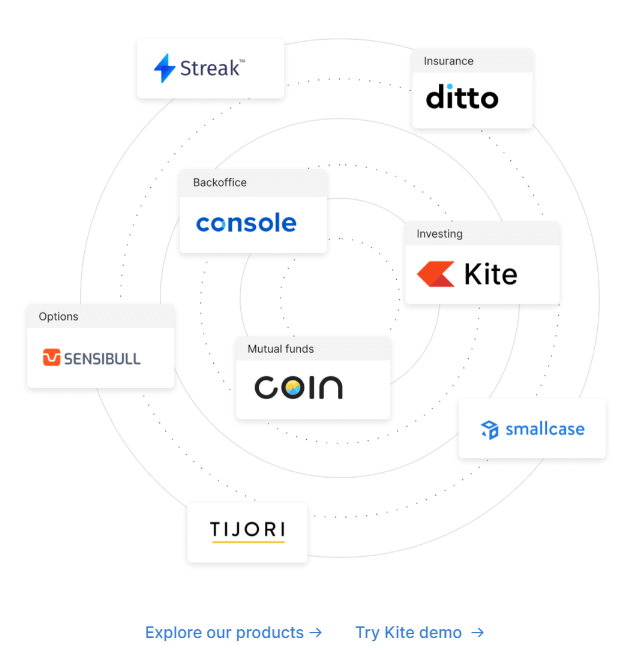 Streak™
Insurance
ditto
Backoffice
console
Investing
Kite
Options
SENSIBULL
Mutual funds
COIN
smallcase
TIJORI
Explore our products →
Try Kite demo →